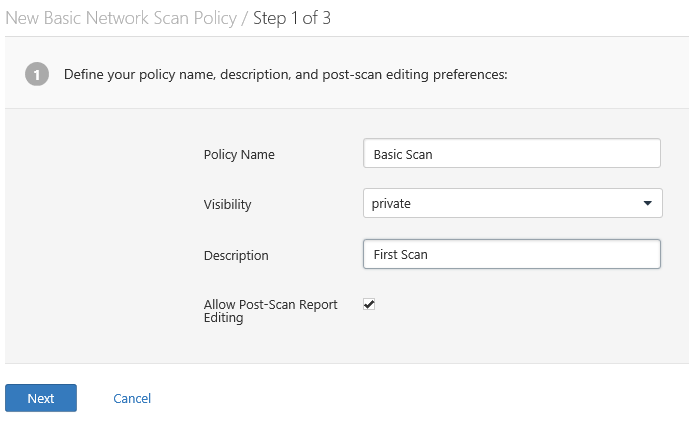 New Basic Network Scan Policy / Step 1 of 3
1 Define your policy name, description, and post-scan editing preferences:
Policy Name Basic Scan
Visibility private
Description First Scan
Allow Post-Scan Report
Editing
Next Cancel